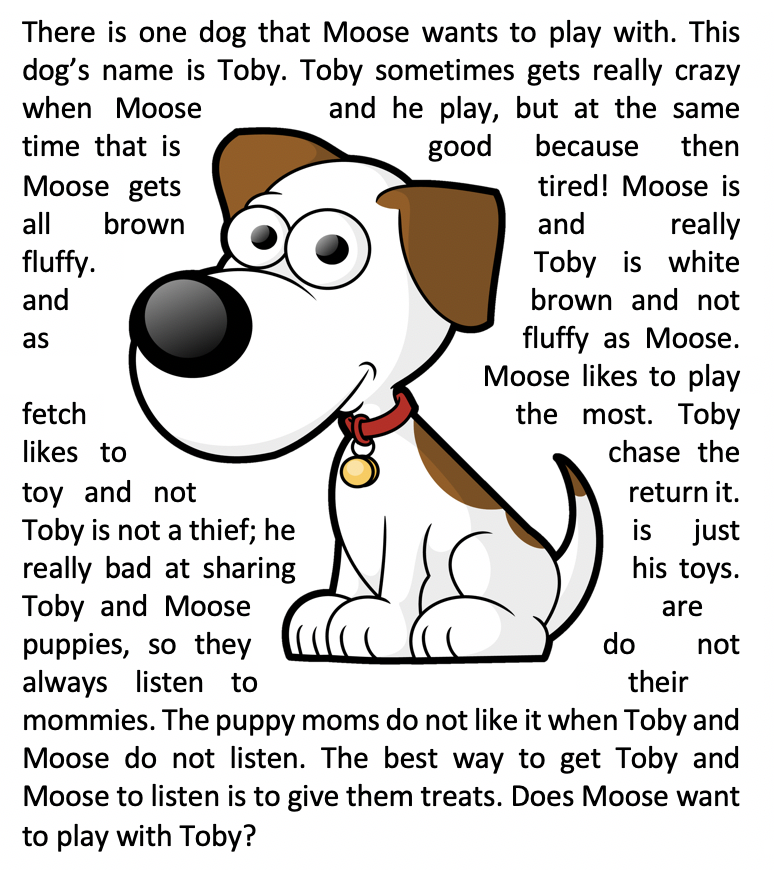 There is one dog that Moose wants to play with. This
dog’s name is Toby. Toby sometimes gets really crazy
when Moose and he play, but at the same
time that is good because then
Moose gets tired! Moose is
all brown and really
fluffy. Toby is white
and brown and not
as fluffy as Moose.
Moose likes to play
fetch the most. Toby
likes to chase the
toy and not return it.
Toby is not a thief; he is just
really bad at sharing his toys.
Toby and Moose are
puppies, so they do not
always listen to their
mommies. The puppy moms do not like it when Toby and
Moose do not listen. The best way to get Toby and
Moose to listen is to give them treats. Does Moose want
to play with Toby?